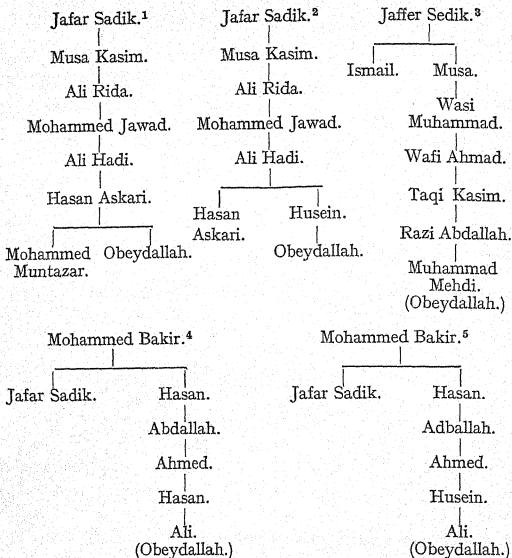 Jafar Sadik.1
Musa Kasim.
Ali Rida.
Mohammed Jawad.
Ali Hadi.
Hasan Askari.
Mohammed Obeydallah.
Muntazar.
Jafar Sadik.2
Musa Kasim.
Ali Rida.
Mohammed Jawad.
Ali Hadi.
Hasan Husein.
Askari.
Obeydallah.
Jaffer Sedik.3
Ismail. Musa.
Wasi
Muhammad.
Wafi Ahmad.
Taqi Kasim.
Razi Abdallah.
Muhammad
Mehdi.
(Obeydallah.)
Mohammed Bakir.4
Jafar Sadik. Hasan.
Abdallah.
Ahmed.
Hasan.
Ali.
(Obeydallah.)
Mohammed Bakir.5
Jafar Sadik. Hasan.
Adballah.
Ahmed.
Husein.
Ali.
(Obeydallah.)